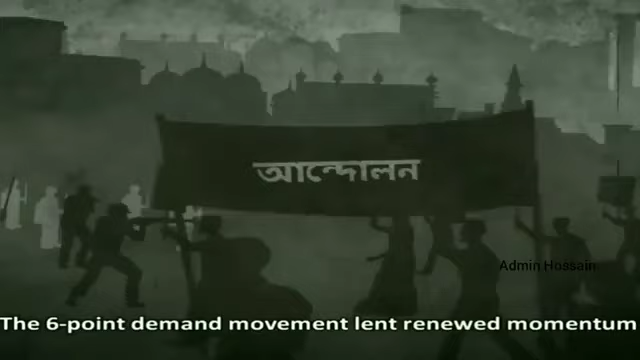 আন্দোলন
Admin Hossain
The 6-point demand movement lent renewed momentum